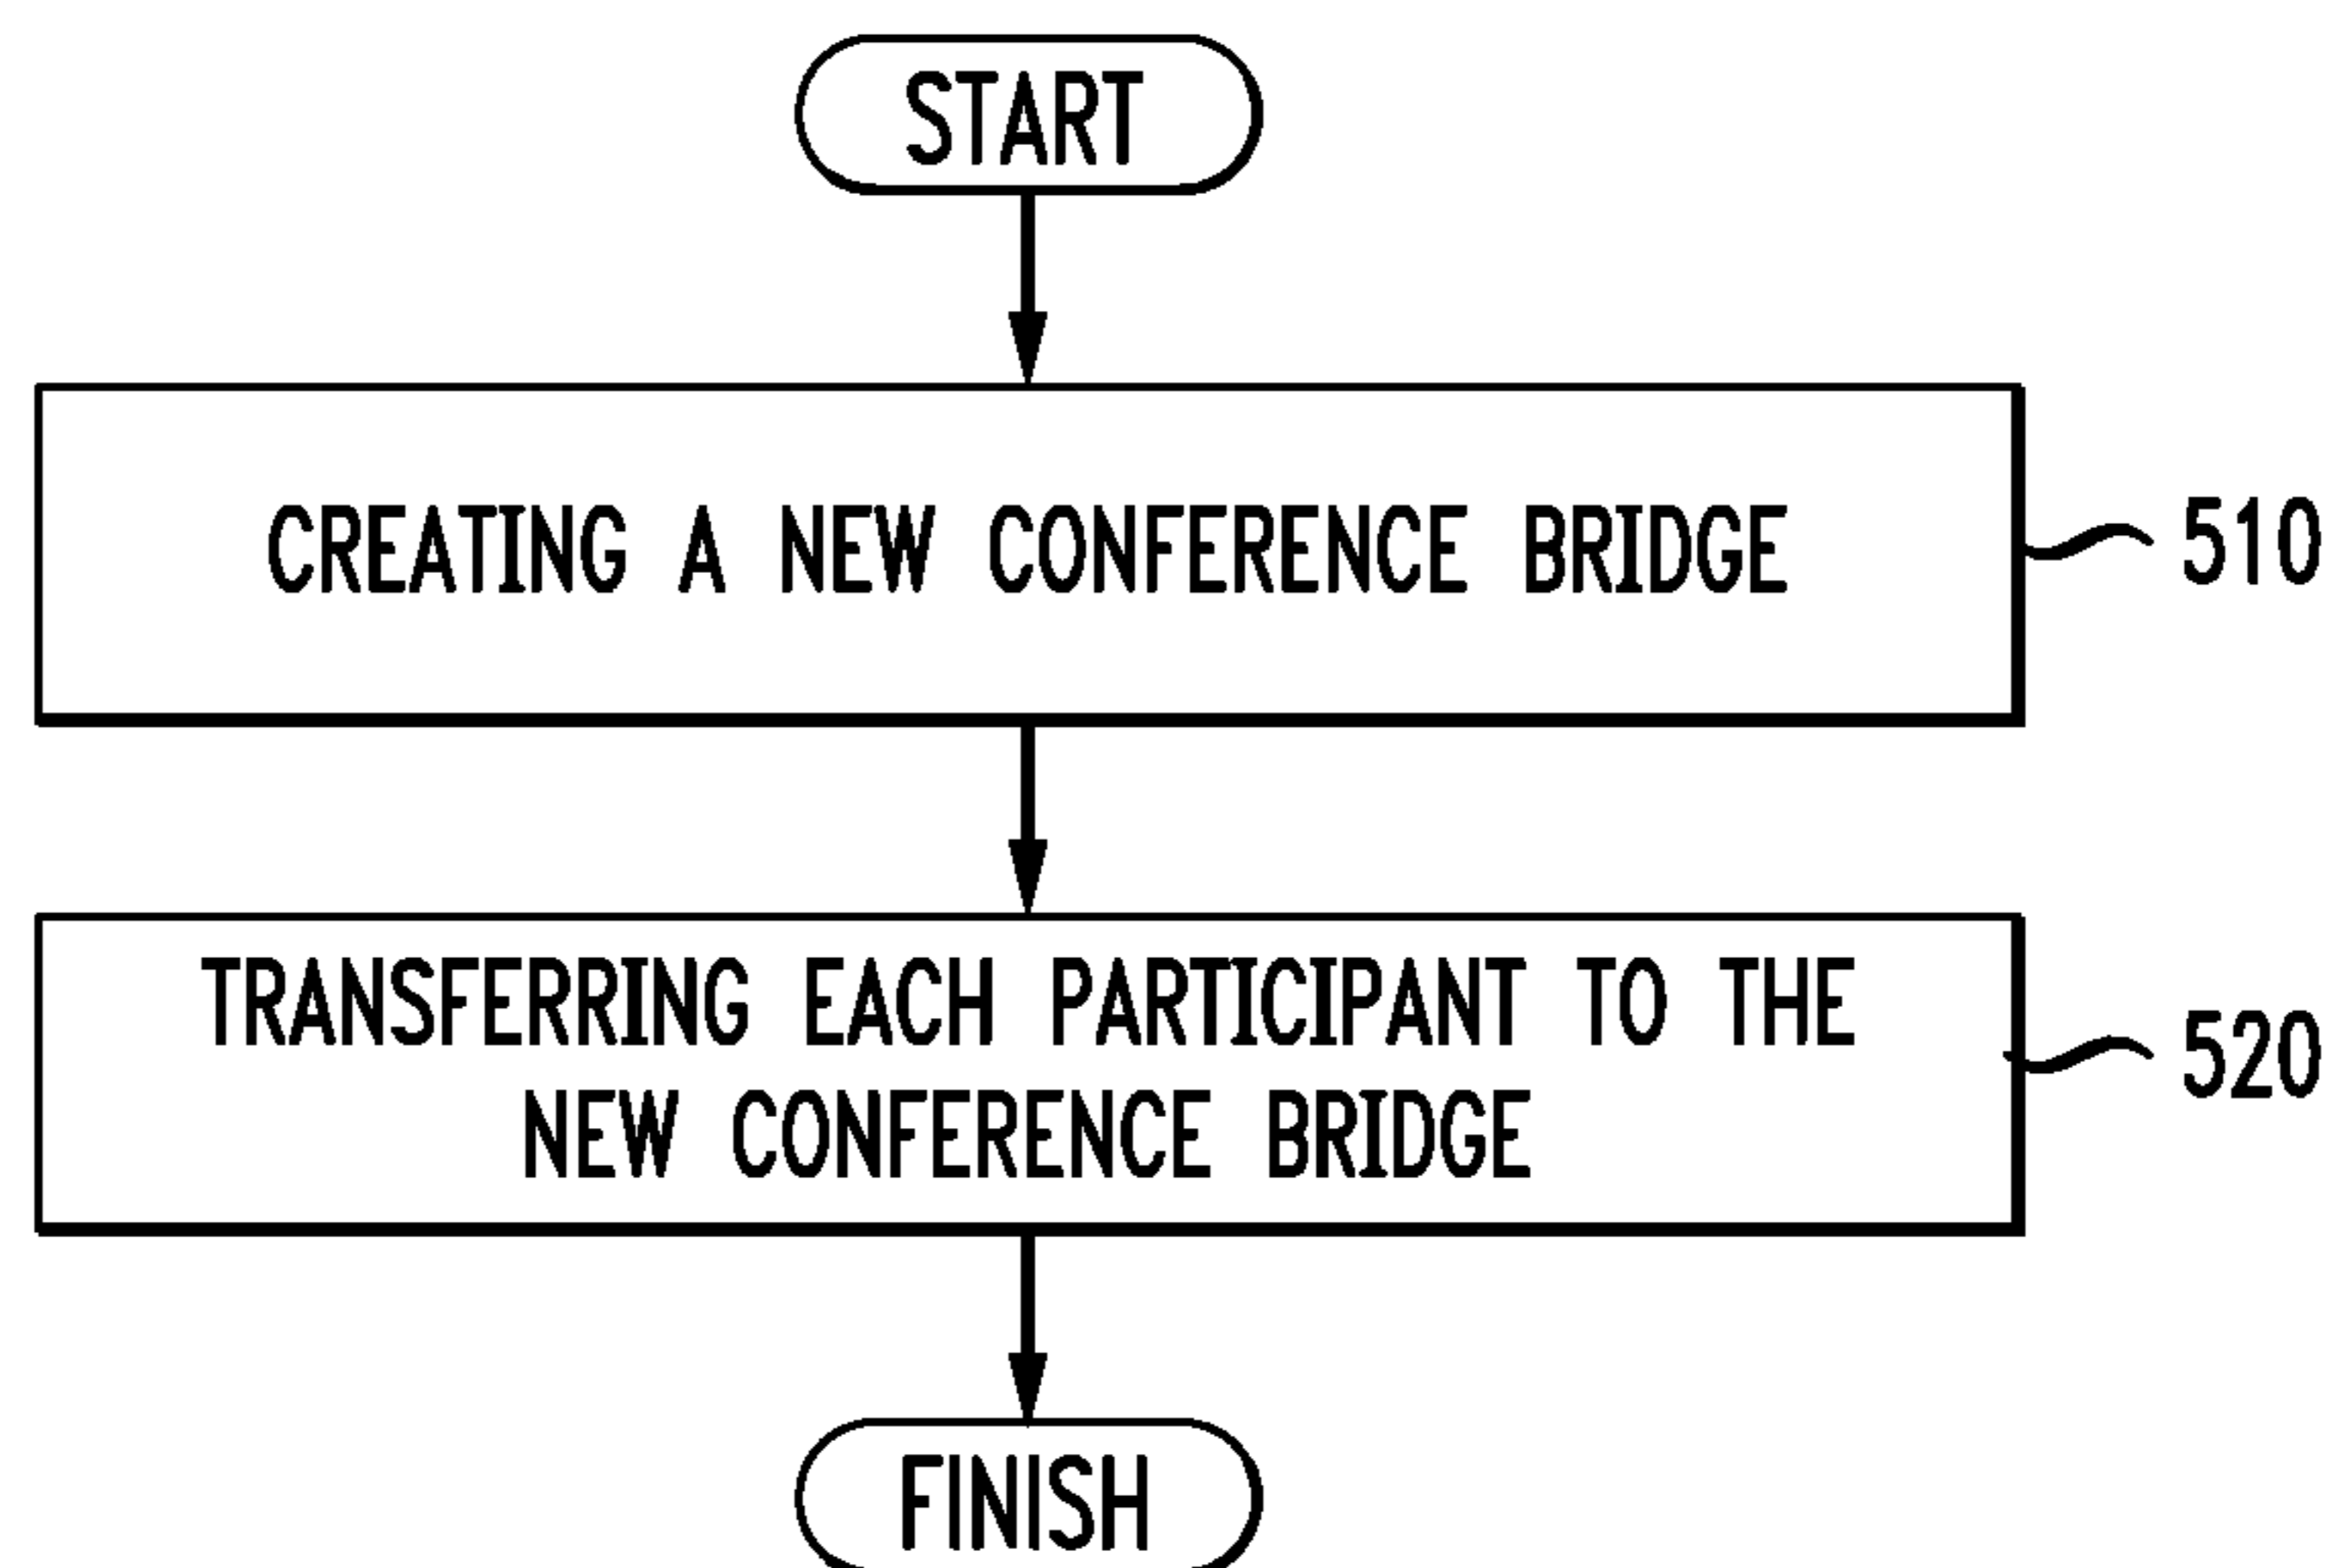 START
CREATING A NEW CONFERENCE BRIDGE
510
TRANSFERRING EACH PARTICIPANT TO THE
NEW CONFERENCE BRIDGE
520
FINISH